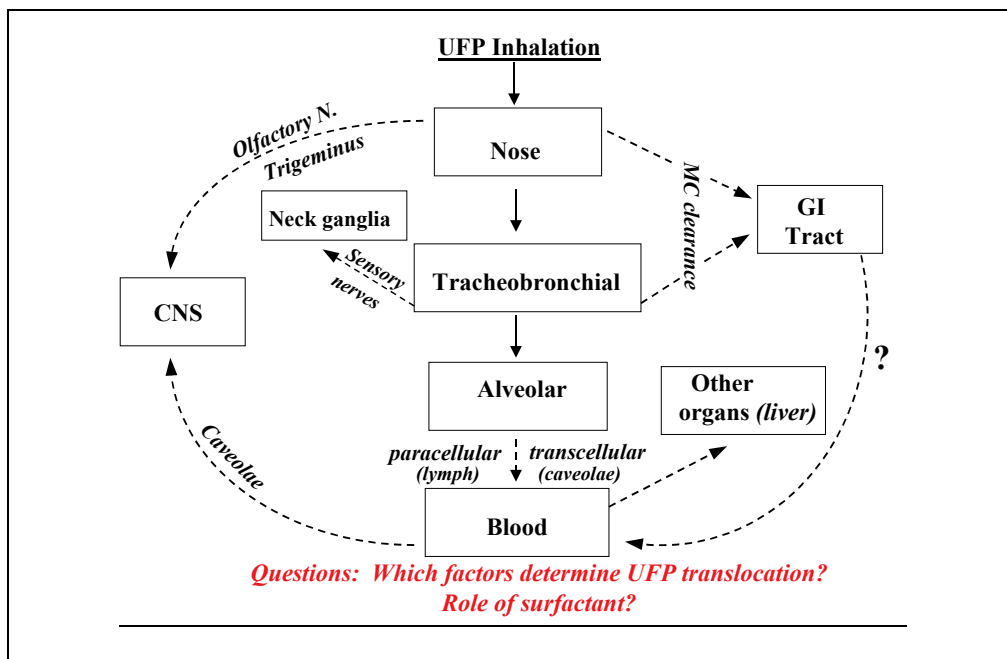 UFP Inhalation
Olfactory N.
Trigeminus
Nose
MC clearance
GI
Tract
Neck ganglia
Sensory
nerves
Tracheobronchial
CNS
?
Alveolar
Other
organs (liver)
paracellular
(lymph)
transcellular
(caveolae)
Caveolae
Blood
Questions: Which factors determine UFP translocation?
Role of surfactant?